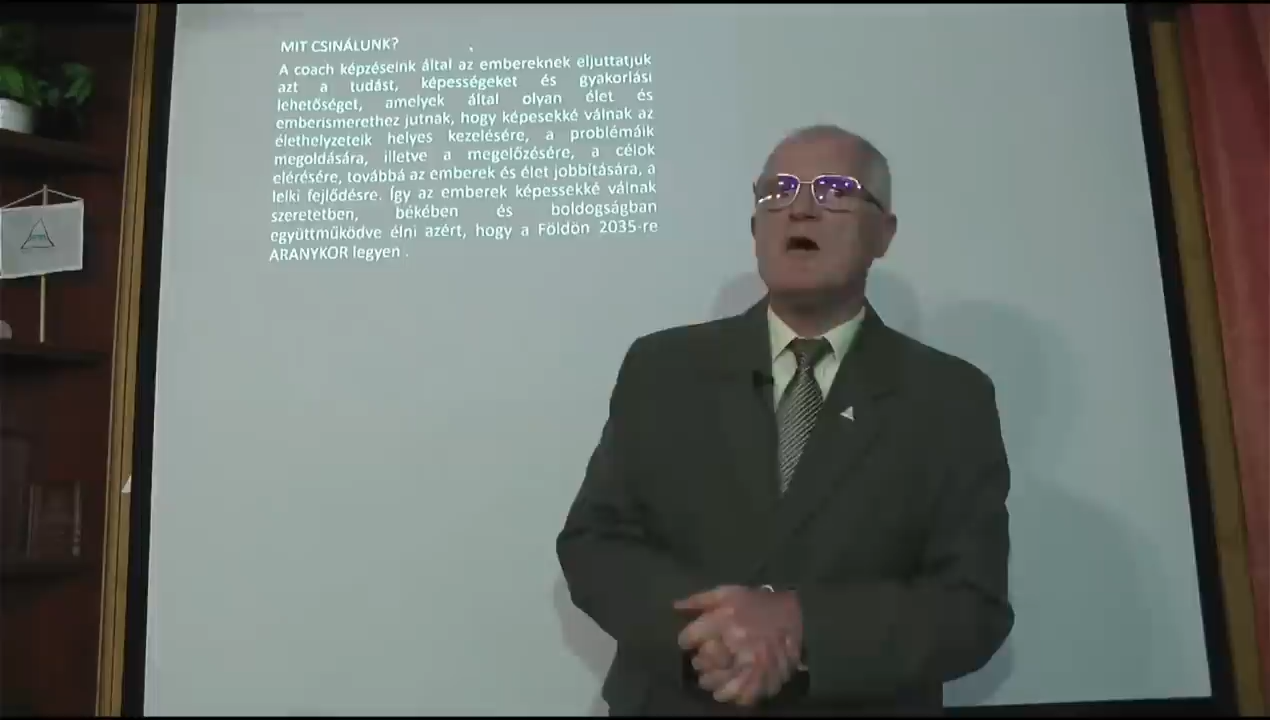 MIT CSINÁLUNK?
A coach képzéseink által az embereknek eljuttatjuk
azt a tudást, képességeket és gyakorlási
lehetőséget, amelyek által olyan élet és
emberismerethez jutnak, hogy képesekké válnak az
élethelyzeteik helyes kezelésére, a problémáik
megoldására, illetve a megelőzésére, a célok
elérésére, továbbá az emberek és élet jobbítására, a
lelki fejlődésre. Így az emberek képessekké válnak
szeretetben, békében és boldogságban
együttműködve élni azért, hogy a Földön 2035-re
ARANYKOR legyen .